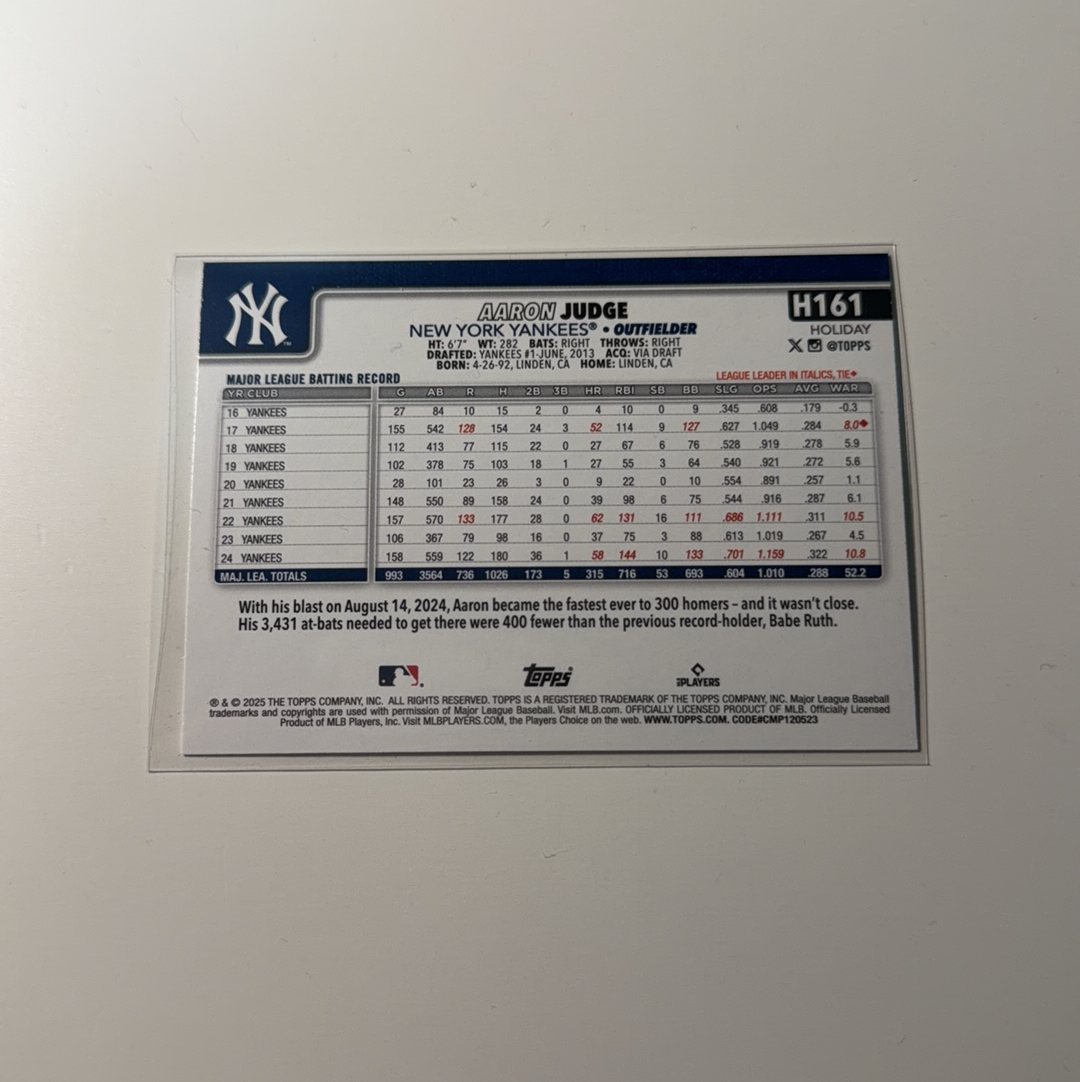 NY
AARON JUDGE
NEW YORK YANKEES® • OUTFIELDER
HT: 6'7" WT: 282 BATS: RIGHT THROWS: RIGHT
DRAFTED: YANKEES #1-JUNE, 2013 ACQ: VIA DRAFT
BORN: 4-26-92, LINDEN, CA HOME: LINDEN, CA
H161
HOLIDAY
X @TOPPS
MAJOR LEAGUE BATTING RECORD LEAGUE LEADER IN ITALICS, TIE◆
YR CLUB G AB R H 2B 3B HR RBI SB BB SLG OPS AVG WAR
16 YANKEES 27 84 10 15 2 0 4 10 0 9 .345 .608 .179 -0.3
17 YANKEES 155 542 128 154 24 3 52 114 9 127 .627 1.049 .284 8.0◆
18 YANKEES 112 413 77 115 22 0 27 67 6 76 .528 .919 .278 5.9
19 YANKEES 102 378 75 103 18 1 27 55 3 64 .540 .921 .272 5.6
20 YANKEES 28 101 23 26 3 0 9 22 0 10 .554 .891 .257 1.1
21 YANKEES 148 550 89 158 24 0 39 98 6 75 .544 .916 .287 6.1
22 YANKEES 157 570 133 177 28 0 62 131 16 111 .686 1.111 .311 10.5
23 YANKEES 106 367 79 98 16 0 37 75 3 88 .613 1.019 .267 4.5
24 YANKEES 158 559 122 180 36 1 58 144 10 133 .701 1.159 .322 10.8
MAJ. LEA. TOTALS 993 3564 736 1026 173 5 315 716 53 693 .604 1.010 .288 52.2
With his blast on August 14, 2024, Aaron became the fastest ever to 300 homers – and it wasn't close.
His 3,431 at-bats needed to get there were 400 fewer than the previous record-holder, Babe Ruth.
topps®
PLAYERS
® & © 2025 THE TOPPS COMPANY, INC. ALL RIGHTS RESERVED. TOPPS IS A REGISTERED TRADEMARK OF THE TOPPS COMPANY, INC. Major League Baseball
trademarks and copyrights are used with permission of Major League Baseball. Visit MLB.com. OFFICIALLY LICENSED PRODUCT OF MLB. Officially Licensed
Product of MLB Players, Inc. Visit MLBPLAYERS.COM, the Players Choice on the web. WWW.TOPPS.COM. CODE#CMP120523